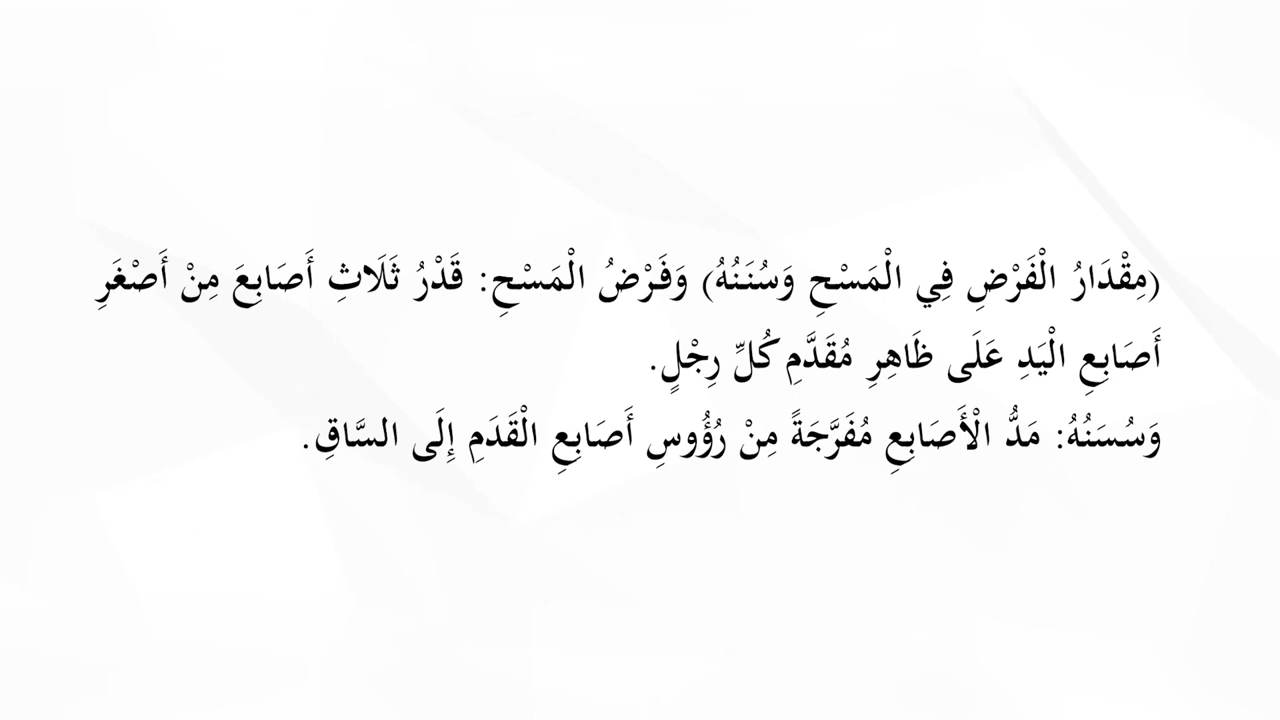 (مِقْدَارُ الْفَرْضِ فِي الْمَسْحِ وَسُنَنُهُ) وَفَرْضُ الْمَسْحِ: قَدْرُ ثَلَاثِ أَصَابِعَ مِنْ أَصْغَرِ
أَصَابِعِ الْيَدِ عَلَى ظَاهِرِ مُقَدَّمِ كُلِّ رِجْلٍ.
وَسُسَنُهُ: مَدُّ الْأَصَابِعِ مُفَرَّجَةً مِنْ رُؤُوسِ أَصَابِعِ الْقَدَمِ إِلَى السَّاقِ.